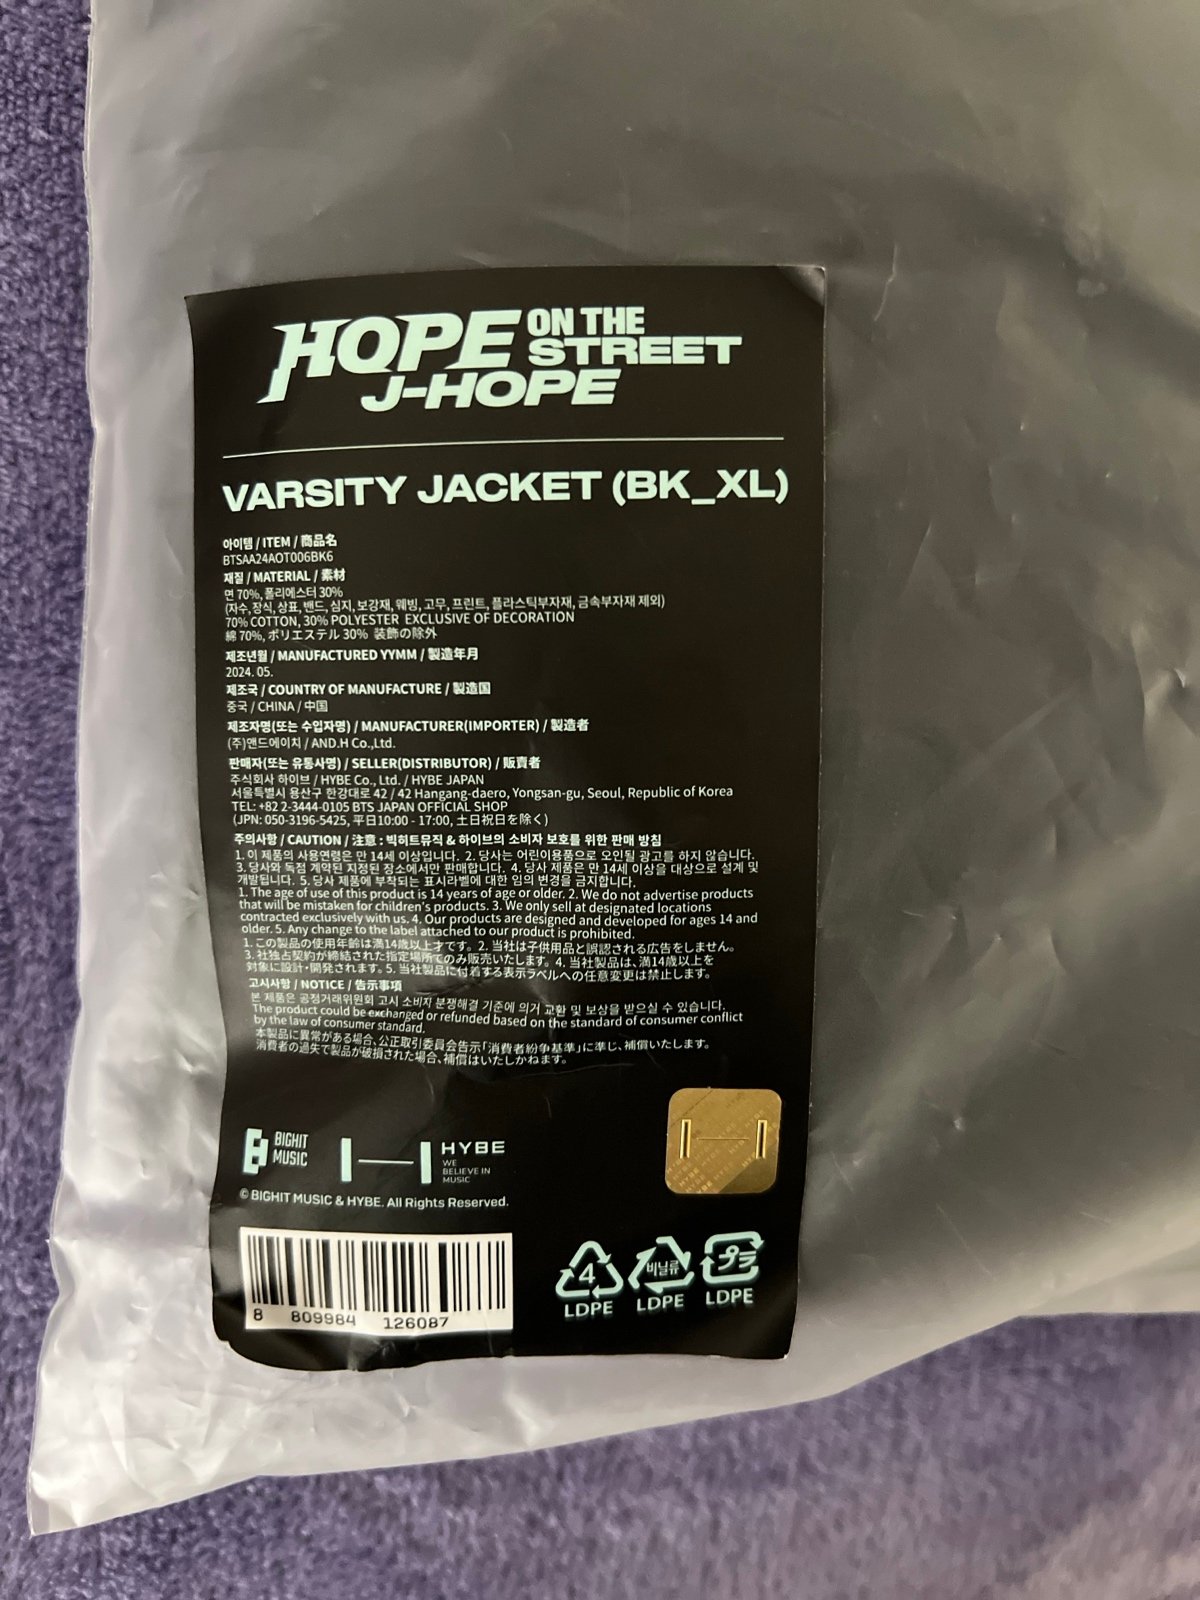 HOPE ON THE
STREET
J-HOPE
VARSITY JACKET (BK_XL)
아이템 / ITEM / 商品名
BTSAA24AOT006BK6
재질 / MATERIAL / 素材
면 70%, 폴리에스터 30%
(자수, 장식, 상표, 밴드, 심지, 보강재, 웨빙, 고무, 프린트, 플라스틱부자재, 금속부자재 제외)
70% COTTON, 30% POLYESTER EXCLUSIVE OF DECORATION
綿 70%, ポリエステル 30% 装飾の除外
제조년월 / MANUFACTURED YYMM / 製造年月
2024. 05.
제조국 / COUNTRY OF MANUFACTURE / 製造国
중국 / CHINA / 中国
제조자명(또는 수입자명) / MANUFACTURER(IMPORTER) / 製造者
(주)앤드에이치 / AND.H Co.,Ltd.
판매자(또는 유통사명) / SELLER(DISTRIBUTOR) / 販賣者
주식회사 하이브 / HYBE Co., Ltd. / HYBE JAPAN
서울특별시 용산구 한강대로 42 / 42 Hangang-daero, Yongsan-gu, Seoul, Republic of Korea
TEL: +82 2-3444-0105 BTS JAPAN OFFICIAL SHOP
(JPN: 050-3196-5425, 平日10:00 - 17:00, 土日祝日を除く)
주의사항 / CAUTION / 注意 : 빅히트뮤직 & 하이브의 소비자 보호를 위한 판매 방침
1. 이 제품의 사용연령은 만 14세 이상입니다. 2. 당사는 어린이용품으로 오인될 광고를 하지 않습니다.
3. 당사와 독점 계약된 지정된 장소에서만 판매합니다. 4. 당사 제품은 만 14세 이상을 대상으로 설계 및
개발됩니다. 5. 당사 제품에 부착되는 표시라벨에 대한 임의 변경을 금지합니다.
1. The age of use of this product is 14 years of age or older. 2. We do not advertise products
that will be mistaken for children's products. 3. We only sell at designated locations
contracted exclusively with us. 4. Our products are designed and developed for ages 14 and
older. 5. Any change to the label attached to our product is prohibited.
1. この製品の使用年齢は満14歳以上才です。2. 当社は子供用品と誤認される広告をしません。
3. 社独占契約が締結された指定場所でのみ販売いたします。4. 当社製品は、満14歳以上を
対象に設計・開発されます。5. 当社製品に付着する表示ラベルへの任意変更は禁止します。
고시사항 / NOTICE / 告示事項
본 제품은 공정거래위원회 고시 소비자 분쟁해결 기준에 의거 교환 및 보상을 받으실 수 있습니다.
The product could be exchanged or refunded based on the standard of consumer conflict
by the law of consumer standard.
本製品に異常がある場合、公正取引委員会告示「消費者紛争基準」に準じ、補償いたします。
消費者の過失で製品が破損された場合、補償はいたしかねます。
BIGHIT
MUSIC
HYBE
WE
BELIEVE IN
MUSIC
© BIGHIT MUSIC & HYBE. All Rights Reserved.
8 809984 126087
4
LDPE
비닐류
LDPE
プラ
LDPE